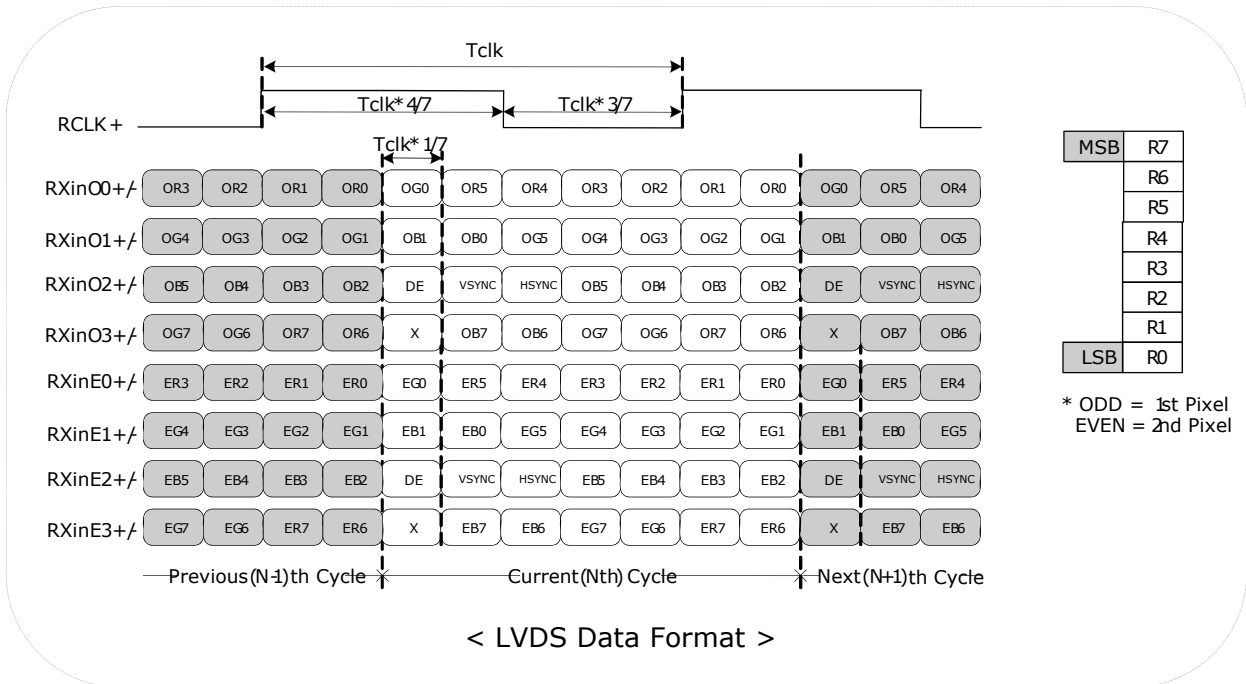 Tclk
Tclk* 4/7 Tclk* 3/7
RCLK+
Tclk* 1/7
RXinO0+/- OR3 OR2 OR1 OR0 OG0 OR5 OR4 OR3 OR2 OR1 OR0 OG0 OR5 OR4
RXinO1+/- OG4 OG3 OG2 OG1 OB1 OB0 OG5 OG4 OG3 OG2 OG1 OB1 OB0 OG5
RXinO2+/- OB5 OB4 OB3 OB2 DE VSYNC HSYNC OB5 OB4 OB3 OB2 DE VSYNC HSYNC
RXinO3+/- OG7 OG6 OR7 OR6 X OB7 OB6 OG7 OG6 OR7 OR6 X OB7 OB6
RXinE0+/- ER3 ER2 ER1 ER0 EG0 ER5 ER4 ER3 ER2 ER1 ER0 EG0 ER5 ER4
RXinE1+/- EG4 EG3 EG2 EG1 EB1 EB0 EG5 EG4 EG3 EG2 EG1 EB1 EB0 EG5
RXinE2+/- EB5 EB4 EB3 EB2 DE VSYNC HSYNC EB5 EB4 EB3 EB2 DE VSYNC HSYNC
RXinE3+/- EG7 EG6 ER7 ER6 X EB7 EB6 EG7 EG6 ER7 ER6 X EB7 EB6
Previous(N-1)th Cycle Current(Nth) Cycle Next(N+1)th Cycle
MSB R7
R6
R5
R4
R3
R2
R1
LSB R0
* ODD = 1st Pixel
EVEN = 2nd Pixel
< LVDS Data Format >